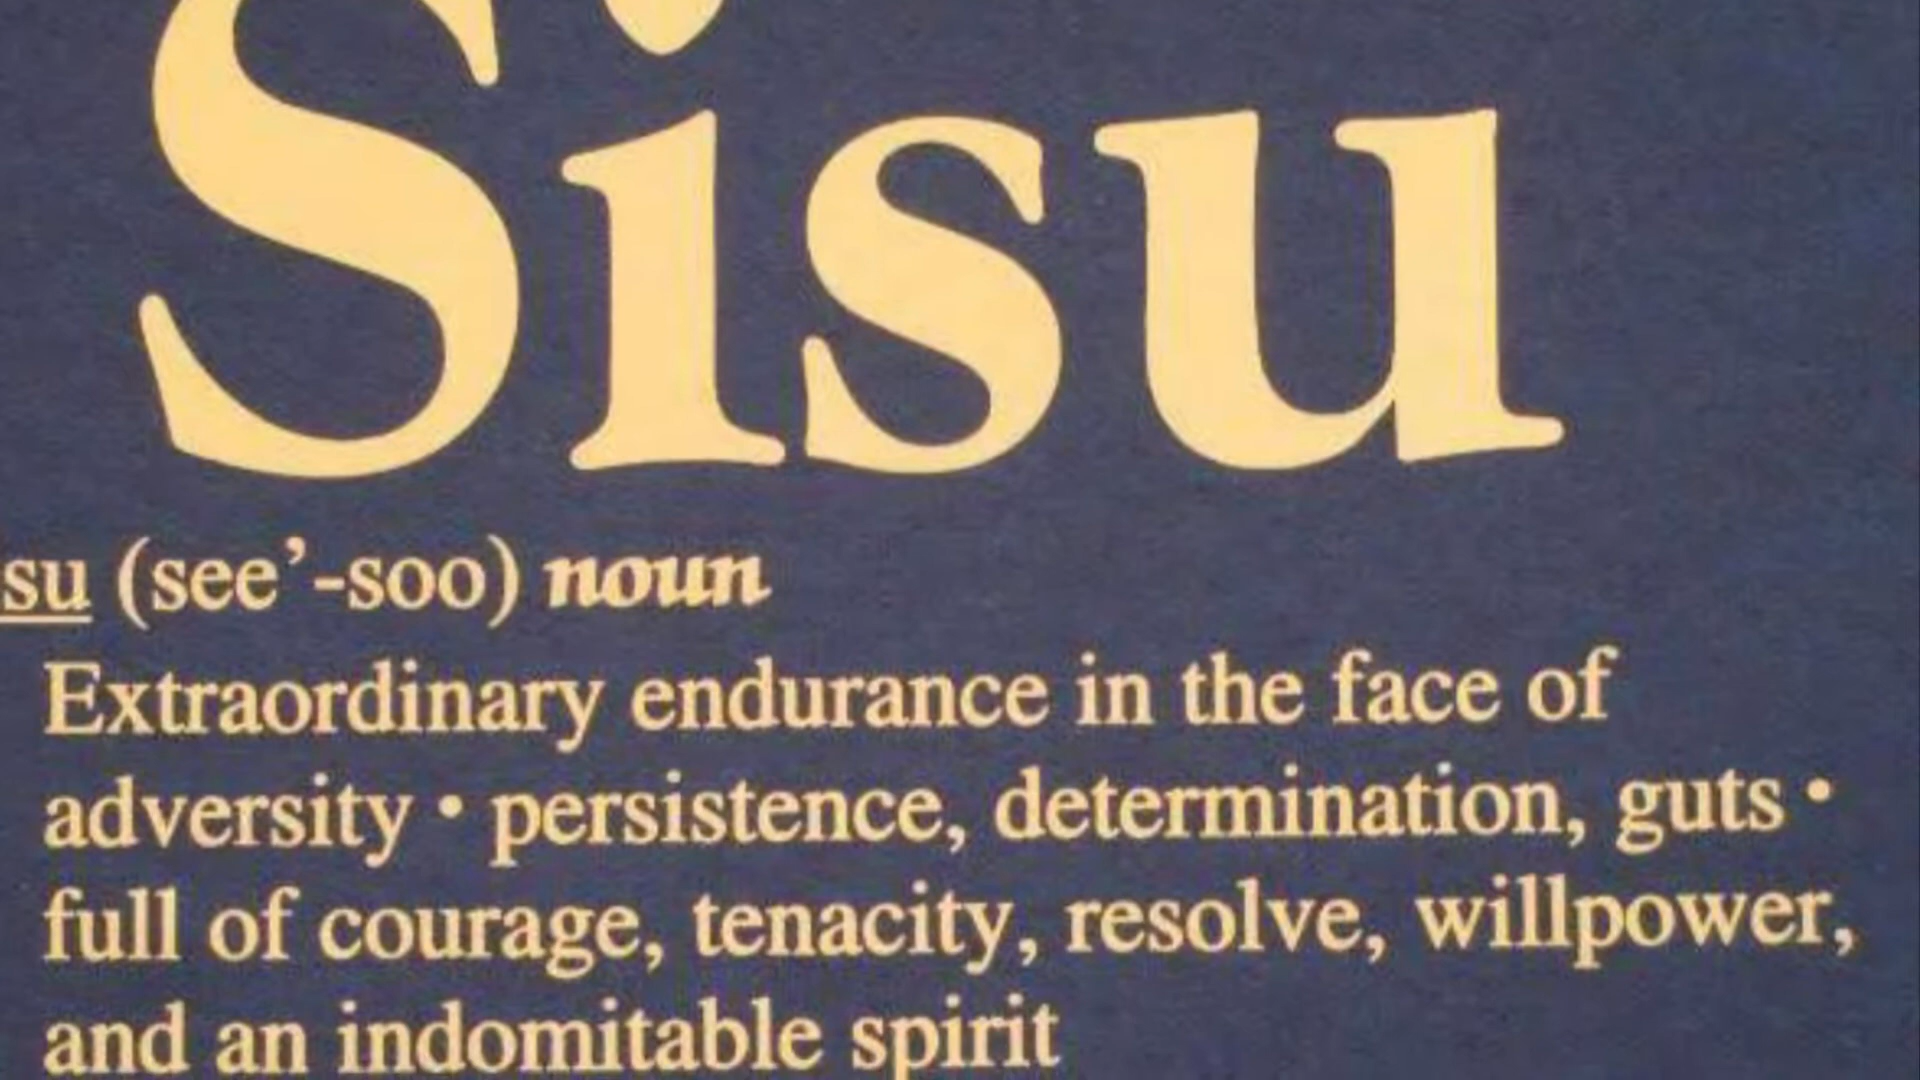 Sisu
su (see’-soo) noun
Extraordinary endurance in the face of
adversity • persistence, determination, guts •
full of courage, tenacity, resolve, willpower,
and an indomitable spirit